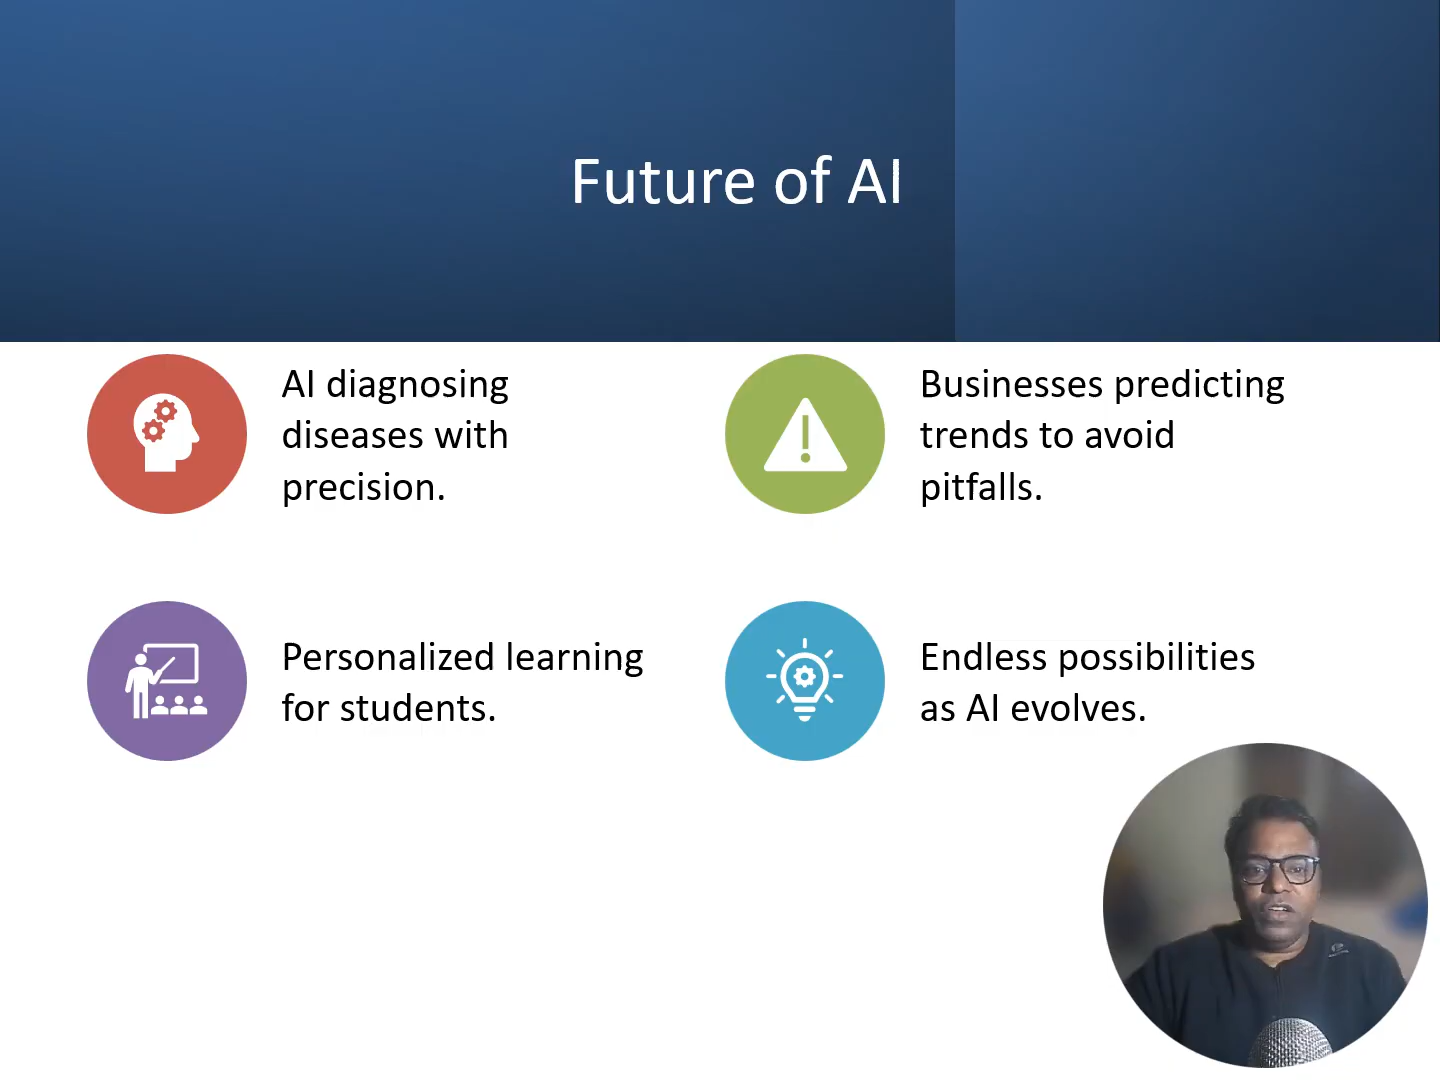 Future of AI
AI diagnosing
diseases with
precision.
Businesses predicting
trends to avoid
pitfalls.
Personalized learning
for students.
Endless possibilities
as AI evolves.